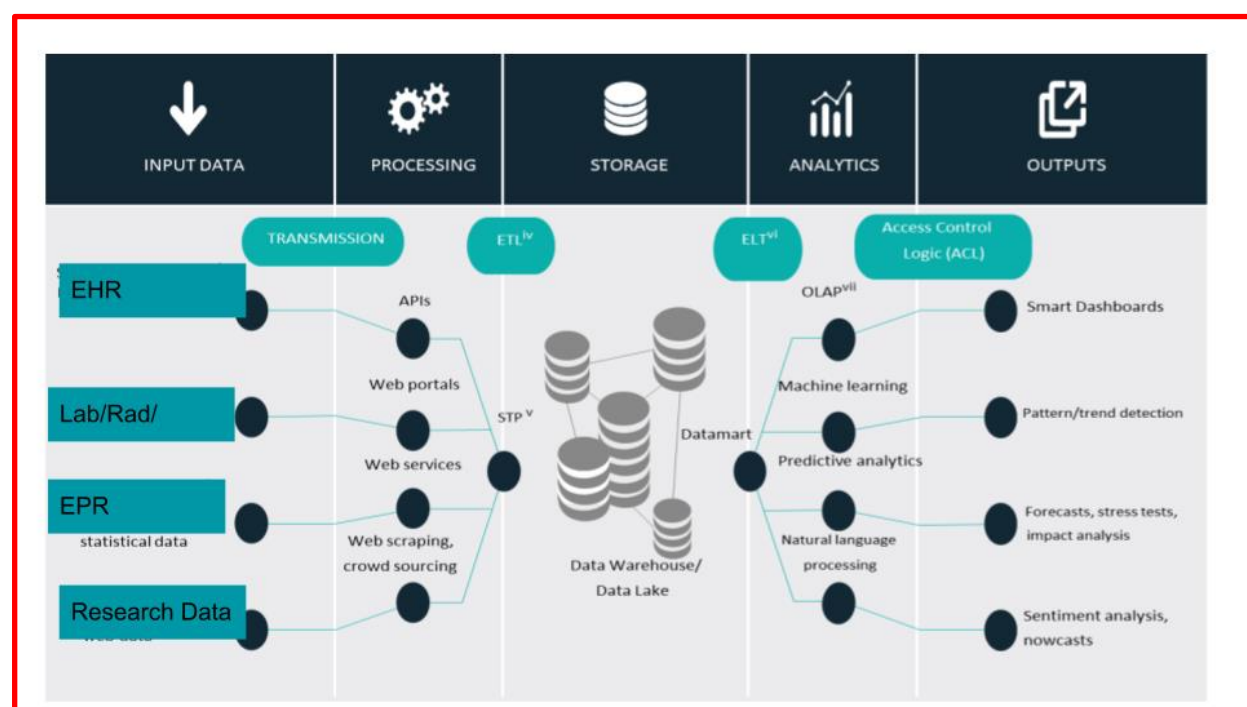 INPUT DATA
PROCESSING
STORAGE
ANALYTICS
OUTPUTS
TRANSMISSION
ETLiv
ELTvi
Access Control
Logic (ACL)
EHR
APIs
OLAPvii
Smart Dashboards
Web portals
Machine learning
Lab/Rad/
STP v
Datamart
Pattern/trend detection
Web services
Predictive analytics
EPR
statistical data
Web scraping,
crowd sourcing
Data Warehouse/
Data Lake
Natural language
processing
Forecasts, stress tests,
impact analysis
Research Data
Sentiment analysis,
nowcasts